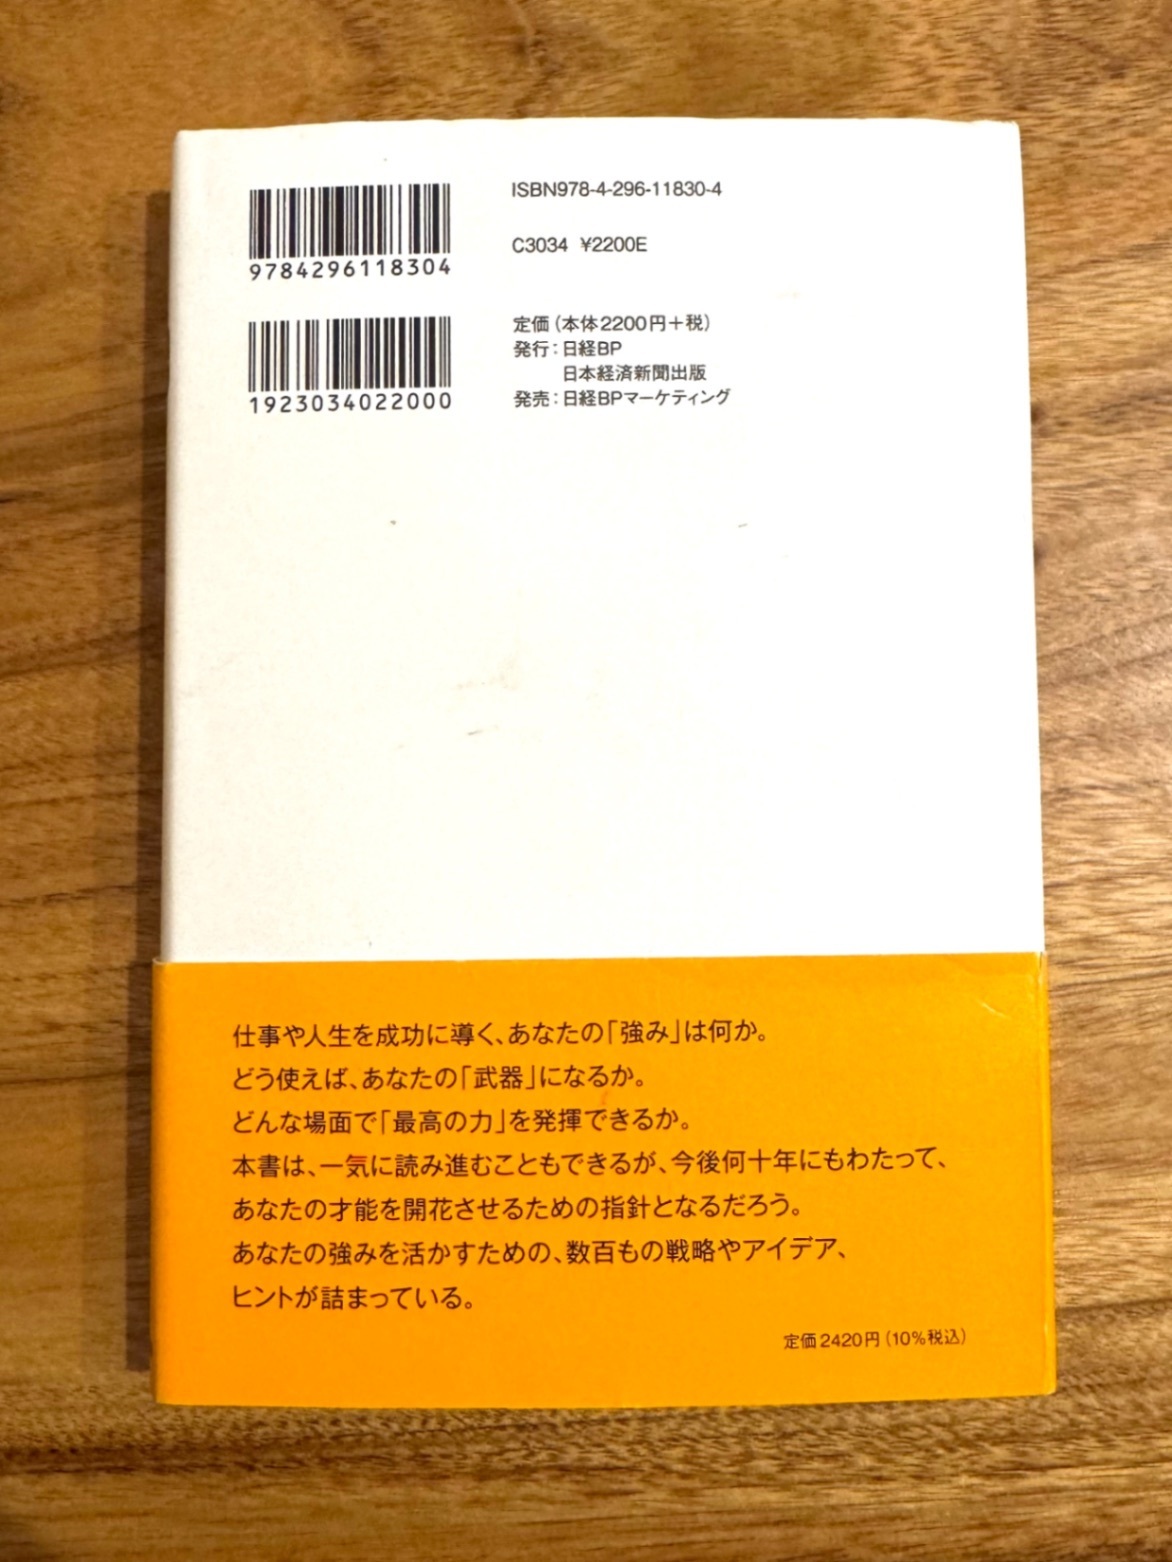 ISBN978-4-296-11830-4
C3034 ¥2200E
9784296118304
1923034022000
定価(本体2200円+税)
発行:日経BP
日本経済新聞出版
発売:日経BPマーケティング
仕事や人生を成功に導く、あなたの「強み」は何か。
どう使えば、あなたの「武器」になるか。
どんな場面で「最高の力」を発揮できるか。
本書は、一気に読み進むこともできるが、今後何十年にもわたって、
あなたの才能を開花させるための指針となるだろう。
あなたの強みを活かすための、数百もの戦略やアイデア、
ヒントが詰まっている。
定価2420円(10%税込)